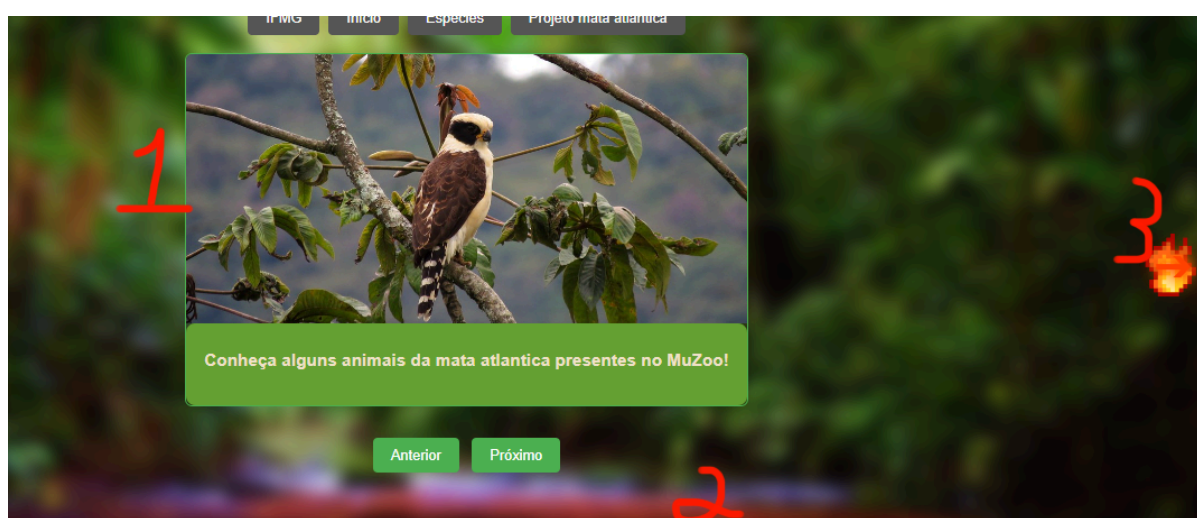 IFMG Início Espécies Projeto mata atlantica
1
3
Conheça alguns animais da mata atlantica presentes no MuZoo!
Anterior Próximo
2